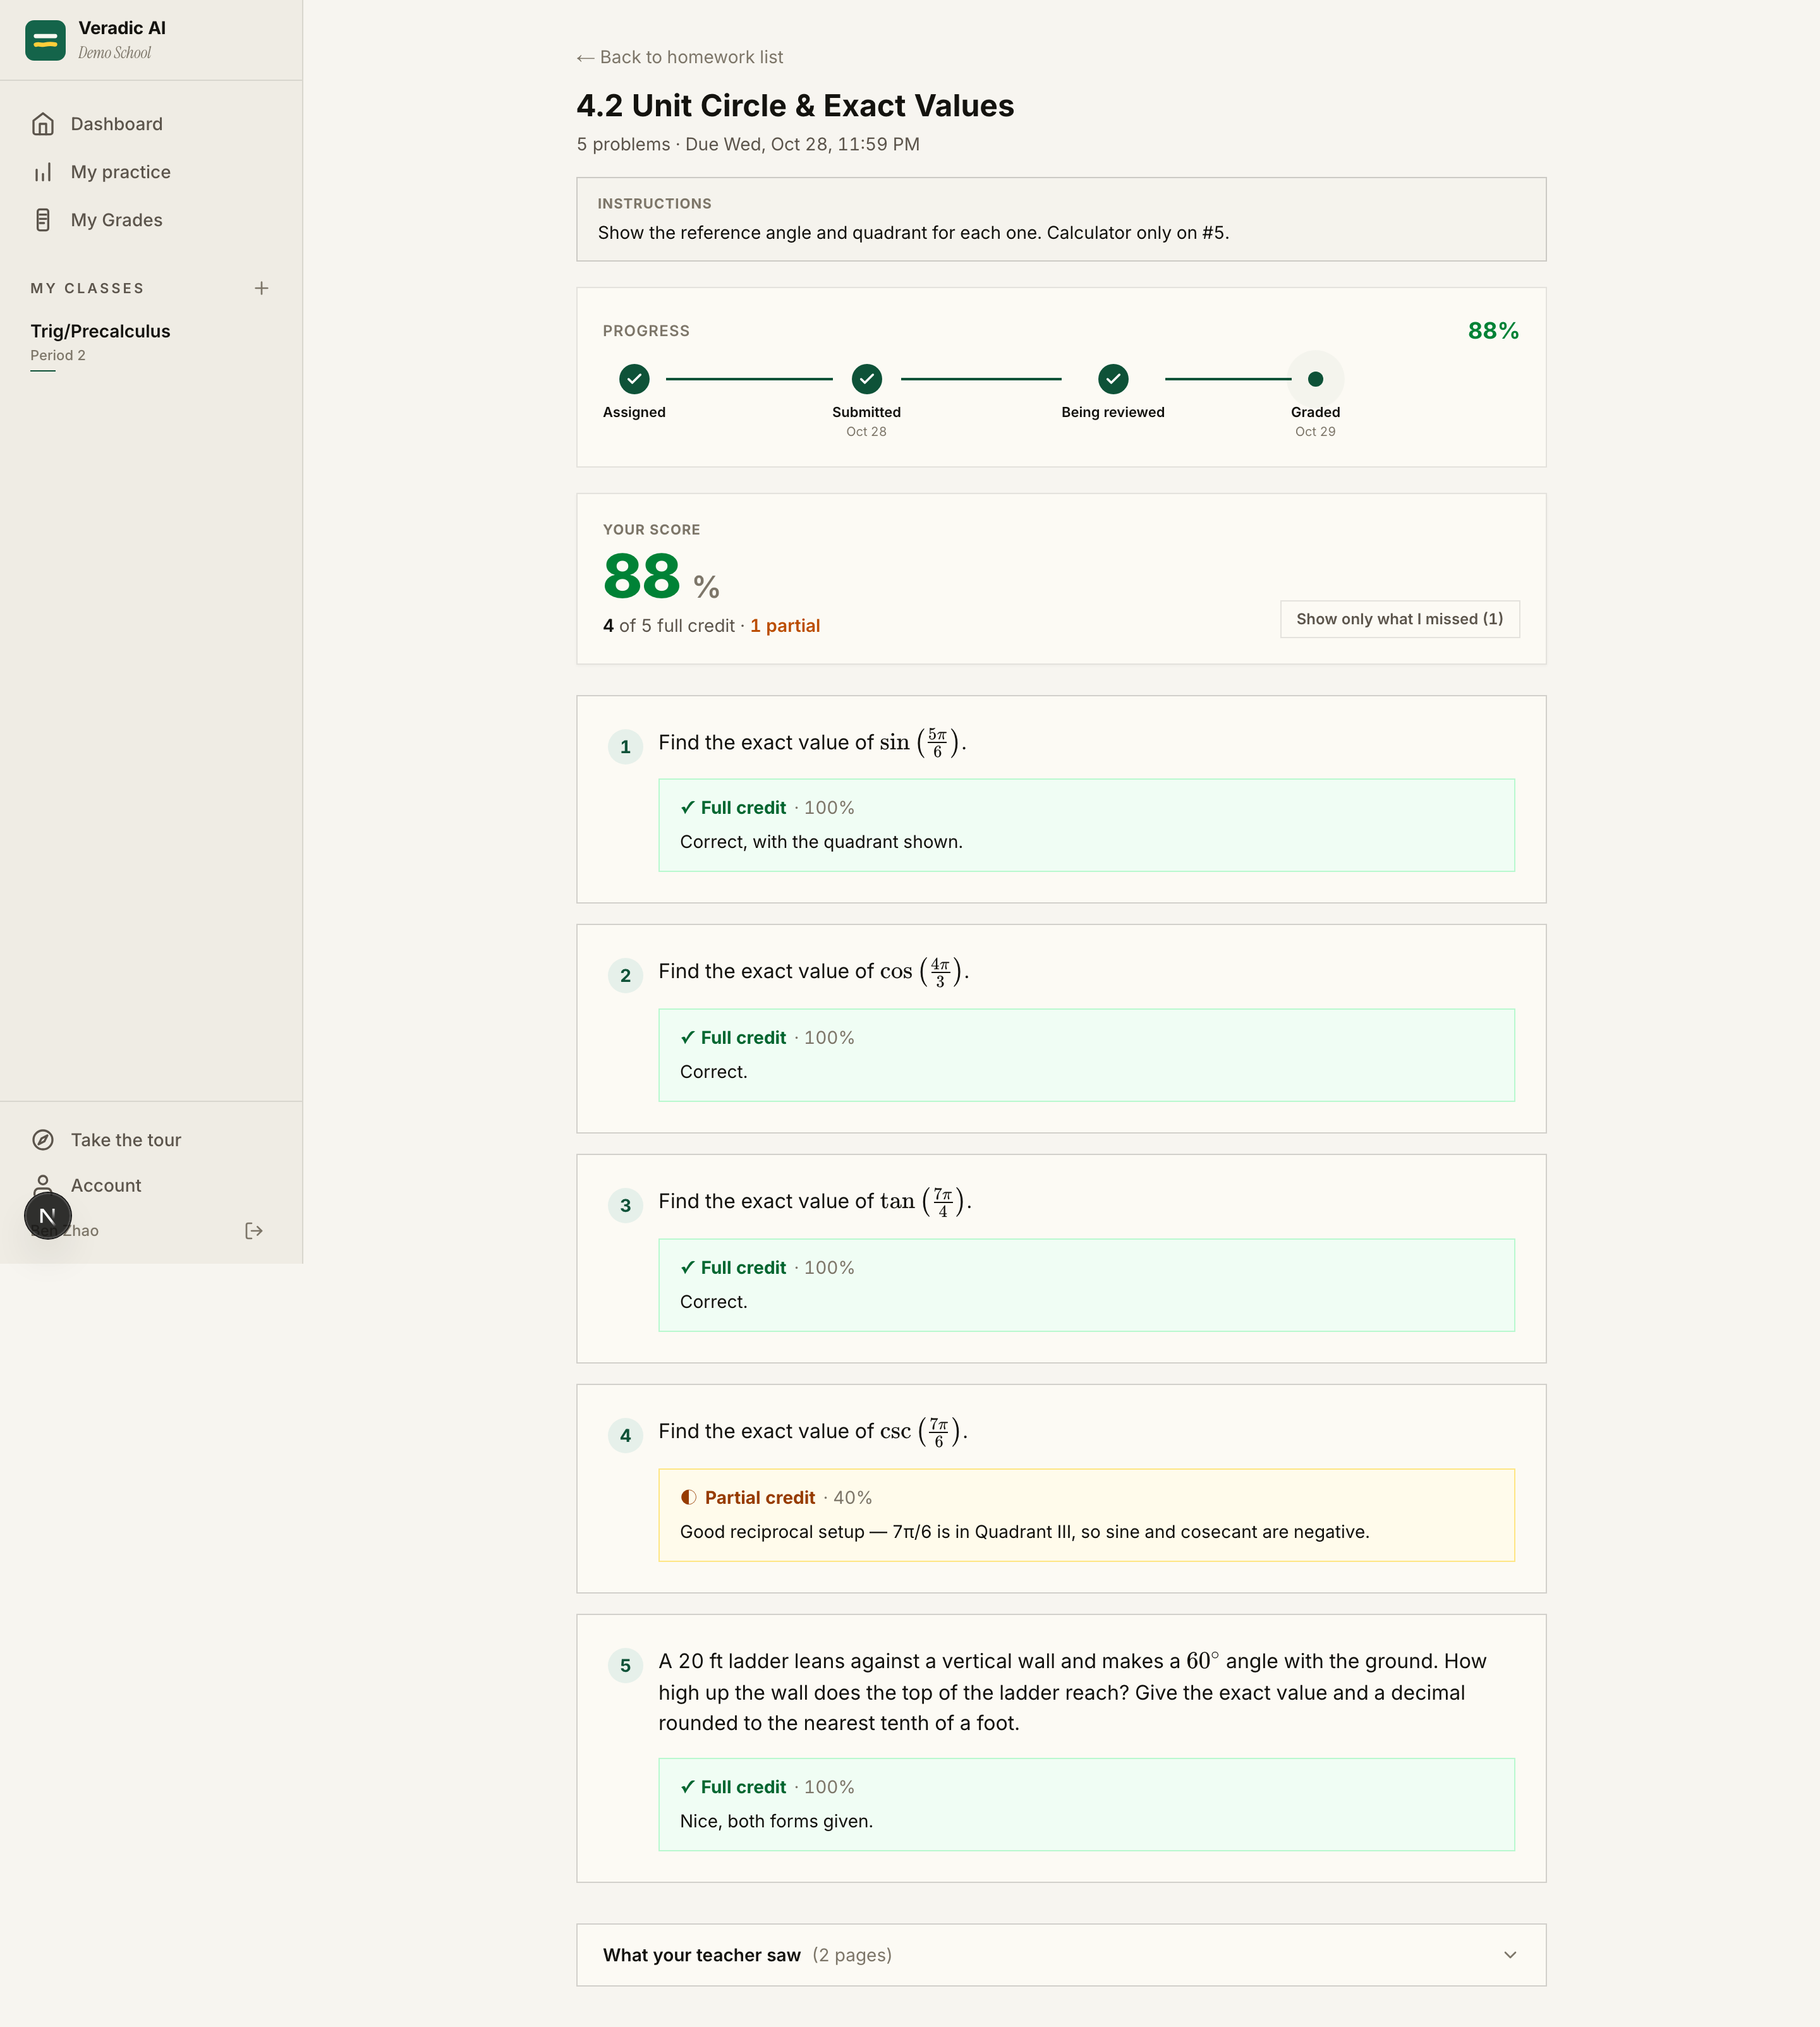 Veradic AI
Demo School
Dashboard
My practice
My Grades
MY CLASSES
Trig/Precalculus
Period 2
Take the tour
Account
Zhao
← Back to homework list
4.2 Unit Circle & Exact Values
5 problems · Due Wed, Oct 28, 11:59 PM
INSTRUCTIONS
Show the reference angle and quadrant for each one. Calculator only on #5.
PROGRESS
88%
Assigned
Submitted
Oct 28
Being reviewed
Graded
Oct 29
YOUR SCORE
88 %
4 of 5 full credit · 1 partial
Show only what I missed (1)
1 Find the exact value of sin (5π/6).
✓ Full credit · 100%
Correct, with the quadrant shown.
2 Find the exact value of cos (4π/3).
✓ Full credit · 100%
Correct.
3 Find the exact value of tan (7π/4).
✓ Full credit · 100%
Correct.
4 Find the exact value of csc (7π/6).
◐ Partial credit · 40%
Good reciprocal setup — 7π/6 is in Quadrant III, so sine and cosecant are negative.
5 A 20 ft ladder leans against a vertical wall and makes a 60° angle with the ground. How
high up the wall does the top of the ladder reach? Give the exact value and a decimal
rounded to the nearest tenth of a foot.
✓ Full credit · 100%
Nice, both forms given.
What your teacher saw (2 pages)